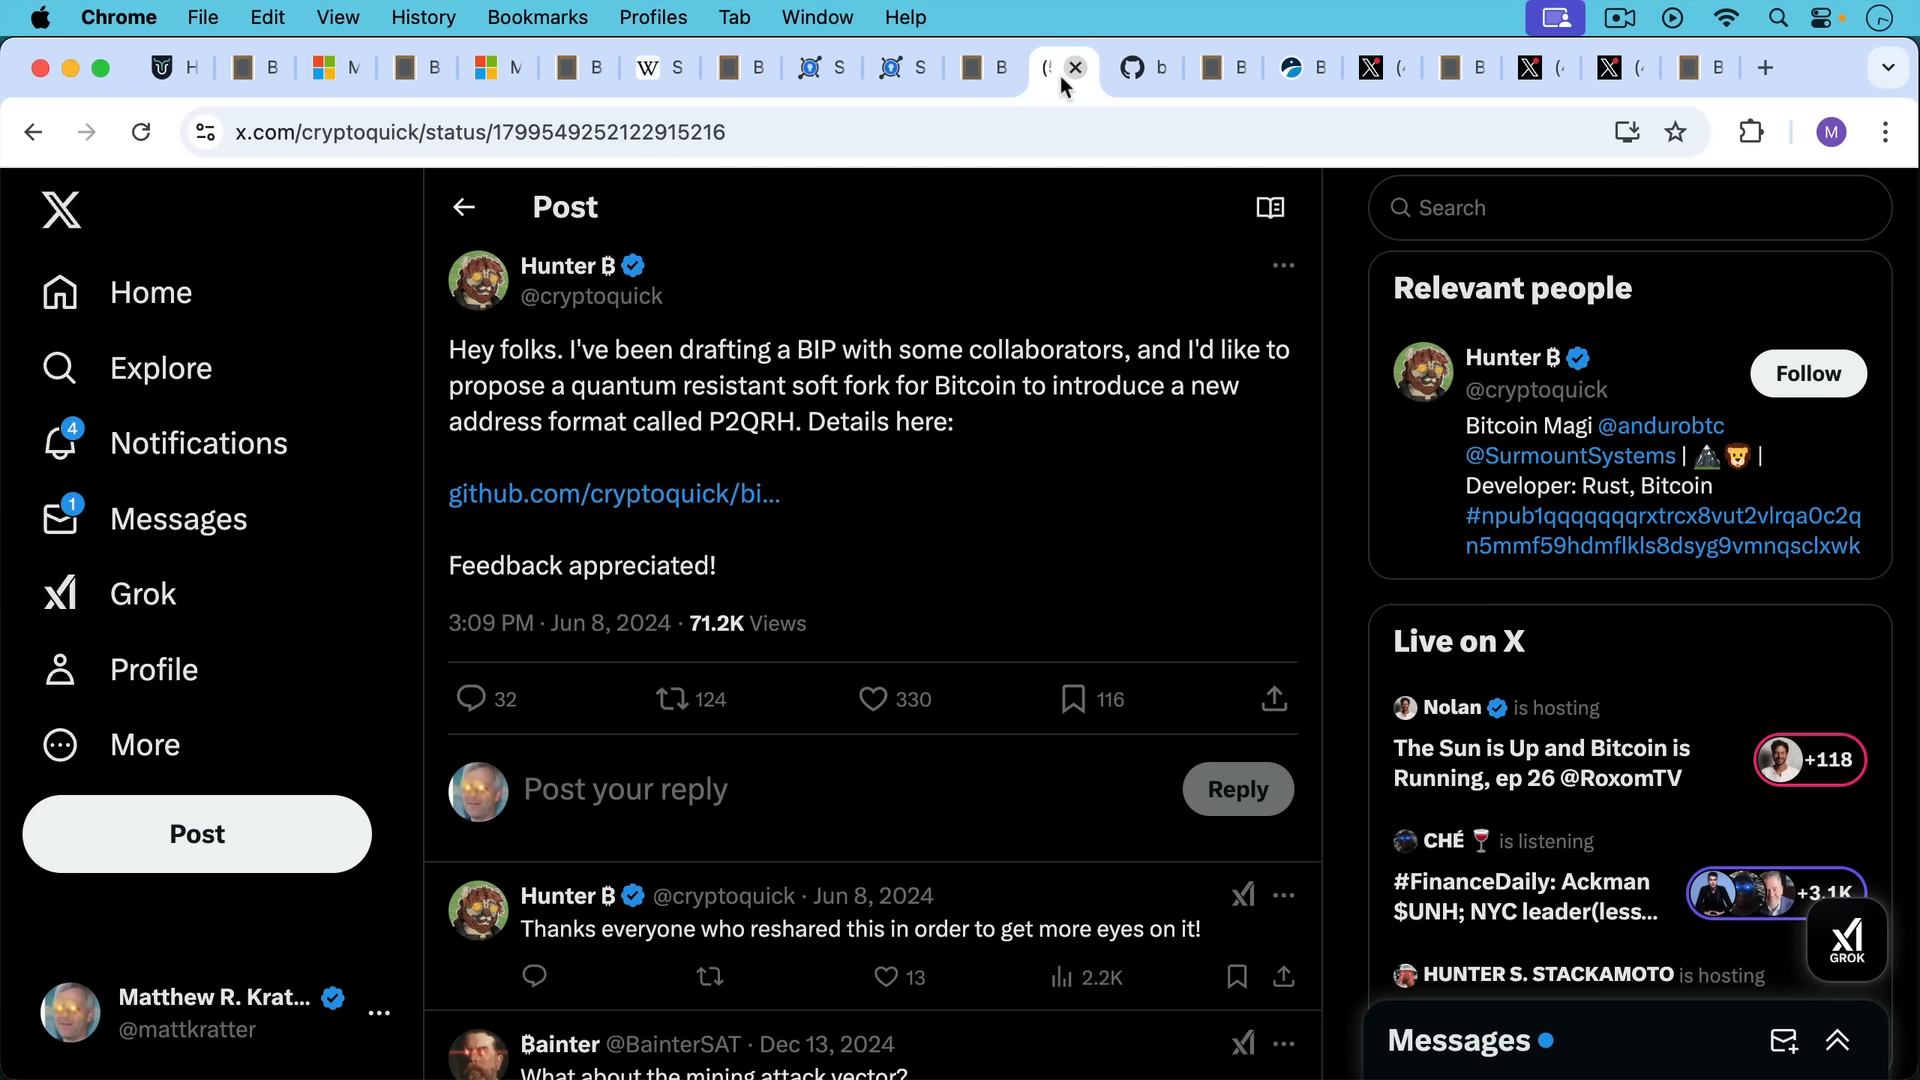 Chrome File Edit View History Bookmarks Profiles Tab Window Help
H B M B M B W S B S S B (: b B B (: B (: (: B
x.com/cryptoquick/status/1799549252122915216
M
Post
Search
Hunter ₿
@cryptoquick
Hey folks. I've been drafting a BIP with some collaborators, and I'd like to
propose a quantum resistant soft fork for Bitcoin to introduce a new
address format called P2QRH. Details here:
github.com/cryptoquick/bi...
Feedback appreciated!
3:09 PM · Jun 8, 2024 · 71.2K Views
32 124 330 116
Post your reply
Reply
Hunter ₿ @cryptoquick · Jun 8, 2024
Thanks everyone who reshared this in order to get more eyes on it!
13 2.2K
₿ainter @BainterSAT · Dec 13, 2024
What about the mining attack vector?
Home
Explore
4
Notifications
1
Messages
Grok
Profile
More
Post
Matthew R. Krat...
@mattkratter
Relevant people
Hunter ₿
@cryptoquick
Follow
Bitcoin Magi @andurobtc
@SurmountSystems | 🏔️🦁 |
Developer: Rust, Bitcoin
#npub1qqqqqqqrxtrcx8vut2vlrqa0c2q
n5mmf59hdmflkls8dsyg9vmnqsclxwk
Live on X
Nolan is hosting
The Sun is Up and Bitcoin is
Running, ep 26 @RoxomTV
+118
CHÉ 🍷 is listening
#FinanceDaily: Ackman
$UNH; NYC leader(less...
+3.1K
GROK
HUNTER S. STACKAMOTO is hosting
Messages